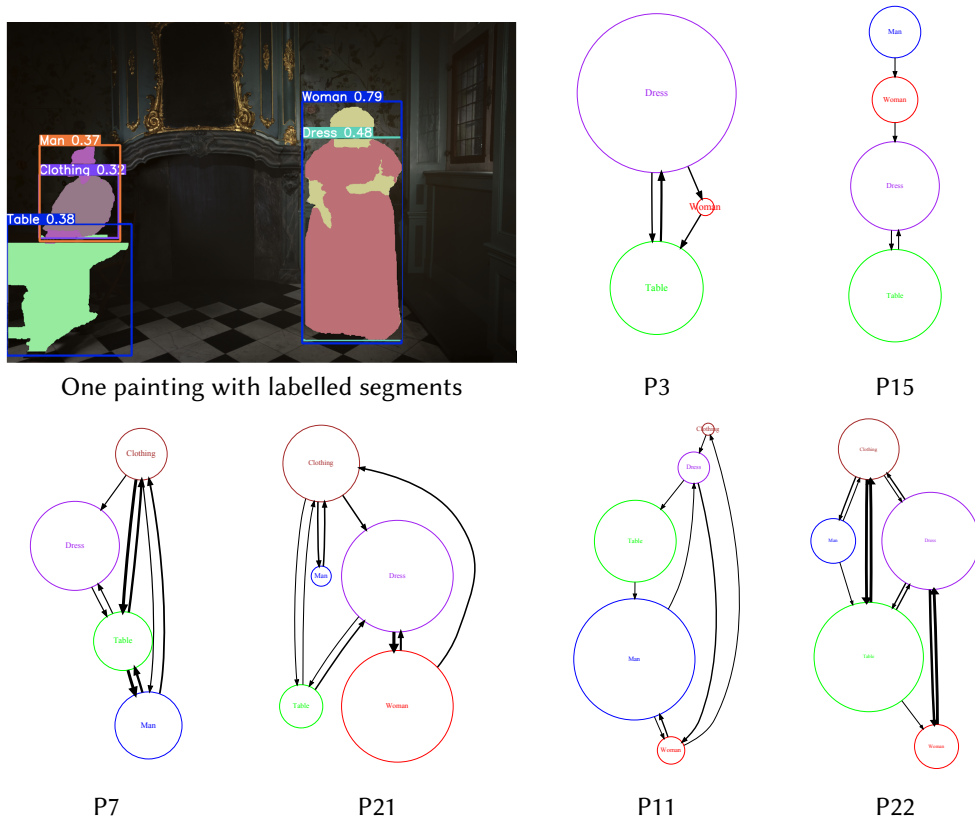 Woman 0.79
Dress 0.48
Man 0.37
Clothing 0.32
Table 0.38
One painting with labelled segments
Dress
Woman
Table
P3
Man
Woman
Dress
Table
P15
Clothing
Dress
Table
Man
P7
Clothing
Man
Dress
Table
Woman
P21
Clothing
Dress
Table
Man
Woman
P11
Clothing
Man
Dress
Table
Woman
P22